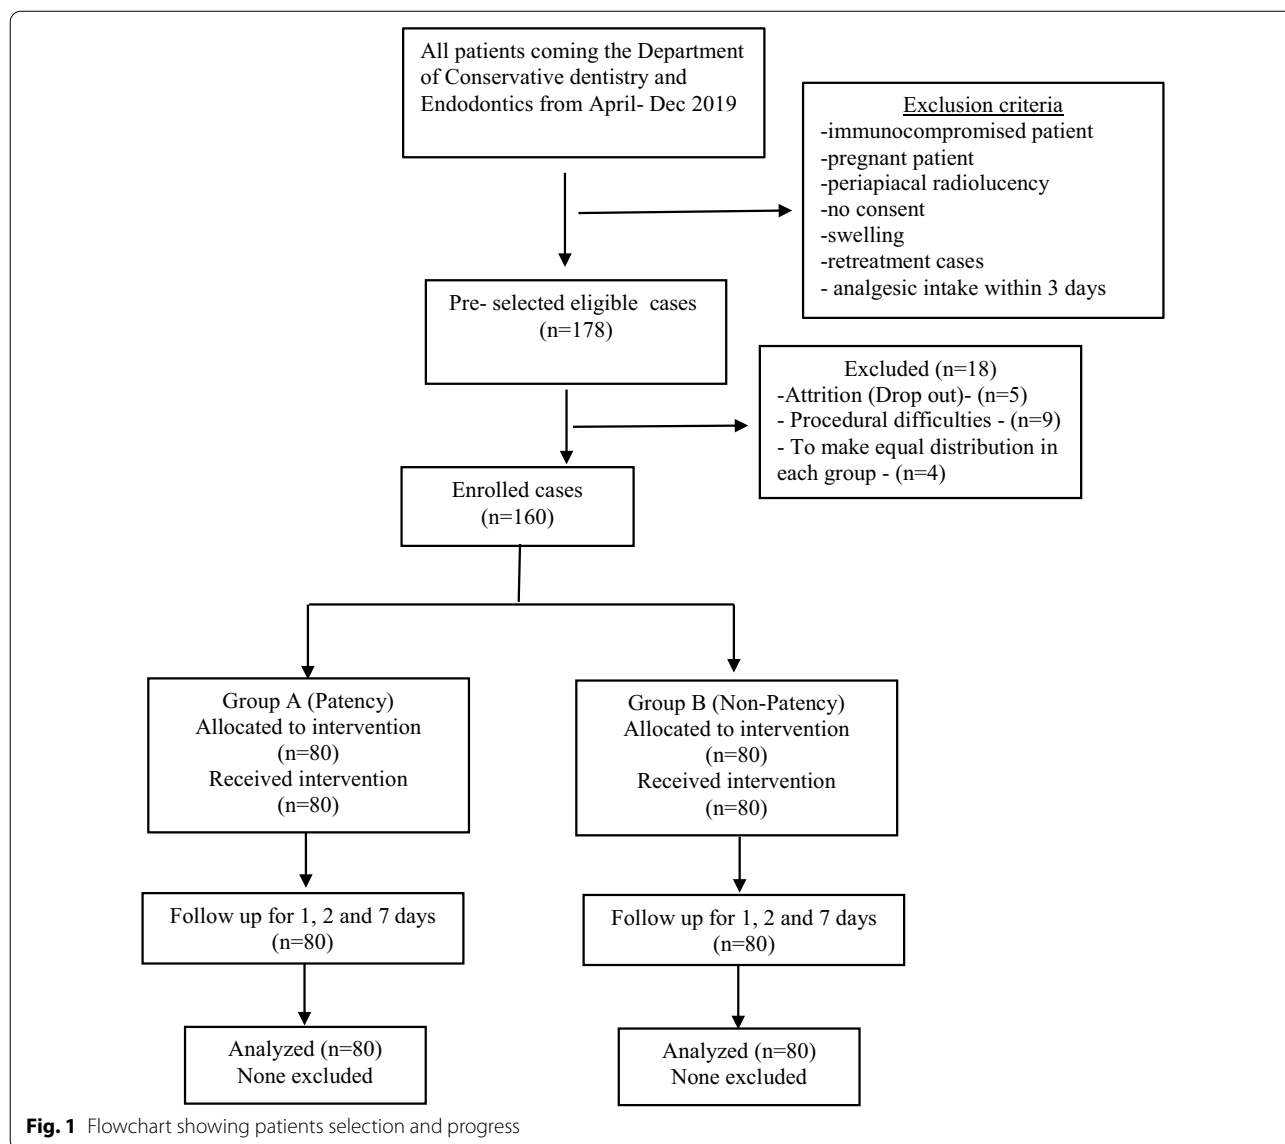 All patients coming the Department
of Conservative dentistry and
Endodontics from April- Dec 2019
Exclusion criteria
-immunocompromised patient
-pregnant patient
-periapiacal radiolucency
-no consent
-swelling
-retreatment cases
- analgesic intake within 3 days
Pre- selected eligible cases
(n=178)
Excluded (n=18)
-Attrition (Drop out)- (n=5)
- Procedural difficulties - (n=9)
- To make equal distribution in
each group - (n=4)
Enrolled cases
(n=160)
Group A (Patency)
Allocated to intervention
(n=80)
Received intervention
(n=80)
Group B (Non-Patency)
Allocated to intervention
(n=80)
Received intervention
(n=80)
Follow up for 1, 2 and 7 days
(n=80)
Follow up for 1, 2 and 7 days
(n=80)
Analyzed (n=80)
None excluded
Analyzed (n=80)
None excluded
Fig. 1 Flowchart showing patients selection and progress